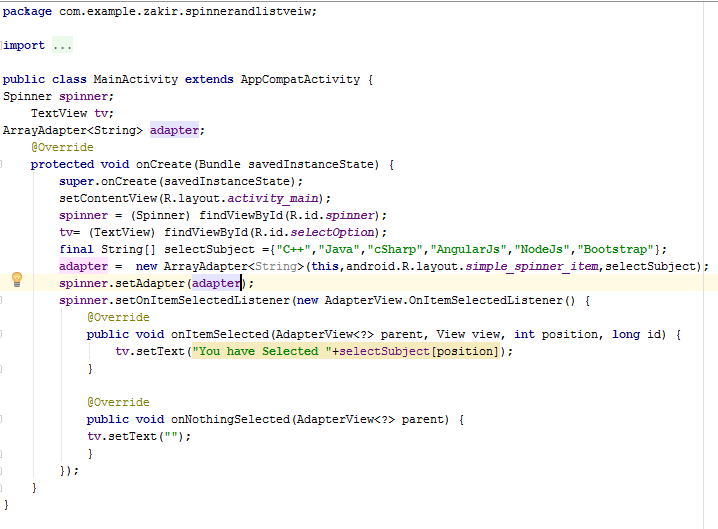 package com.example.zakir.spinnerandlistveiw;
import ...
public class MainActivity extends AppCompatActivity {
Spinner spinner;
    TextView tv;
ArrayAdapter<String> adapter;
    @Override
    protected void onCreate(Bundle savedInstanceState) {
        super.onCreate(savedInstanceState);
        setContentView(R.layout.activity_main);
        spinner = (Spinner) findViewById(R.id.spinner);
        tv= (TextView) findViewById(R.id.selectOption);
        final String[] selectSubject ={"C++","Java","cSharp","AngularJs","NodeJs","Bootstrap"};
        adapter =  new ArrayAdapter<String>(this,android.R.layout.simple_spinner_item,selectSubject);
        spinner.setAdapter(adapter);
        spinner.setOnItemSelectedListener(new AdapterView.OnItemSelectedListener() {
            @Override
            public void onItemSelected(AdapterView<?> parent, View view, int position, long id) {
                tv.setText("You have Selected "+selectSubject[position]);
            }
            @Override
            public void onNothingSelected(AdapterView<?> parent) {
            tv.setText("");
            }
        });
    }
}